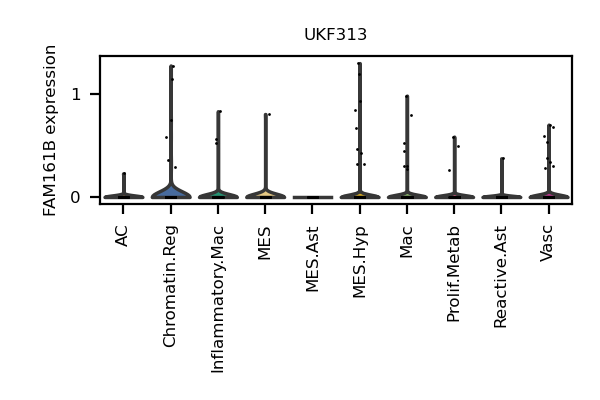 UKF313
FAM161B expression
1
0
AC
Chromatin.Reg
Inflammatory.Mac
MES
MES.Ast
MES.Hyp
Mac
Prolif.Metab
Reactive.Ast
Vasc